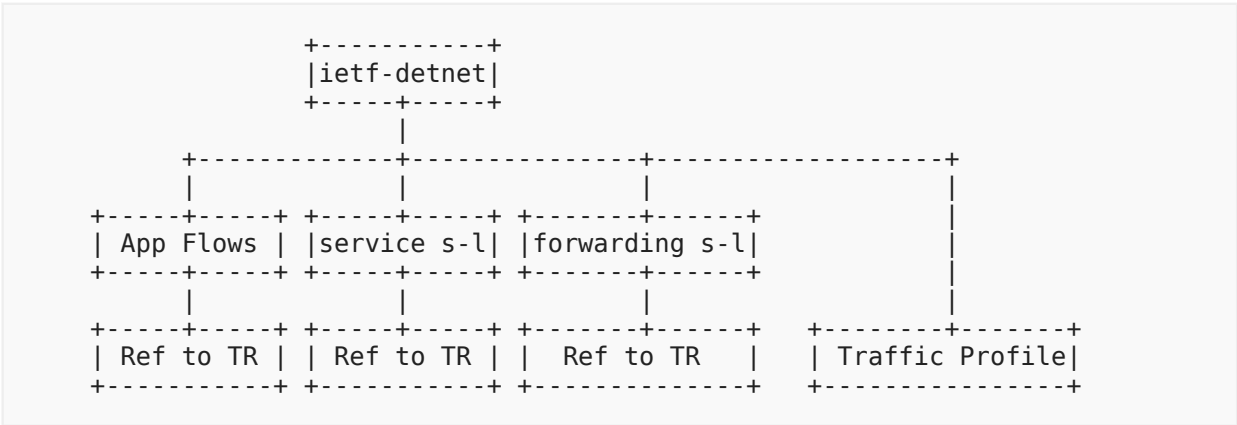 ietf-detnet
App Flows service s-l forwarding s-l
Ref to TR Ref to TR Ref to TR Traffic Profile